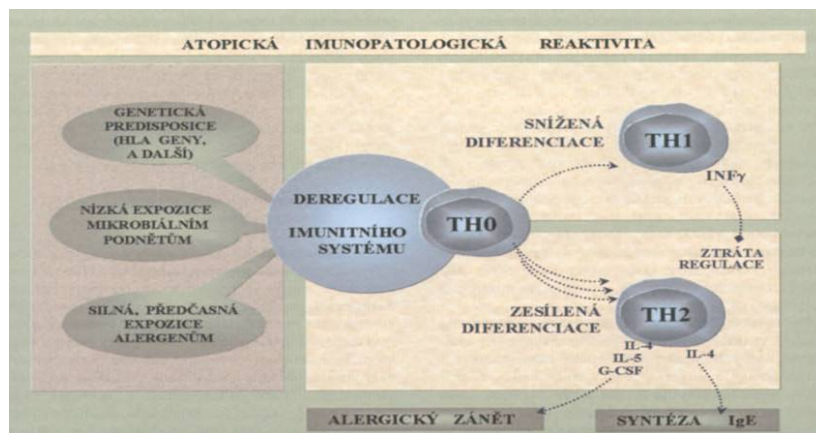 ATOPICKÁ IMUNOPATOLOGICKÁ REAKTIVITA
GENETICKÁ
PREDISPOSICE
(HLA GENY,
A DALŠÍ)
NÍZKÁ EXPOZICE
MIKROBIÁLNÍM
PODNĚTŮM
SILNÁ, PŘEDČASNÁ
EXPOZICE
ALERGENŮM
DEREGULACE
IMUNITNÍHO
SYSTÉMU
TH0
SNÍŽENÁ
DIFERENCIACE
TH1
INFγ
ZTRÁTA
REGULACE
ZESÍLENÁ
DIFERENCIACE
TH2
IL-4
IL-5
G-CSF
IL-4
ALERGICKÝ ZÁNĚT
SYNTÉZA IgE